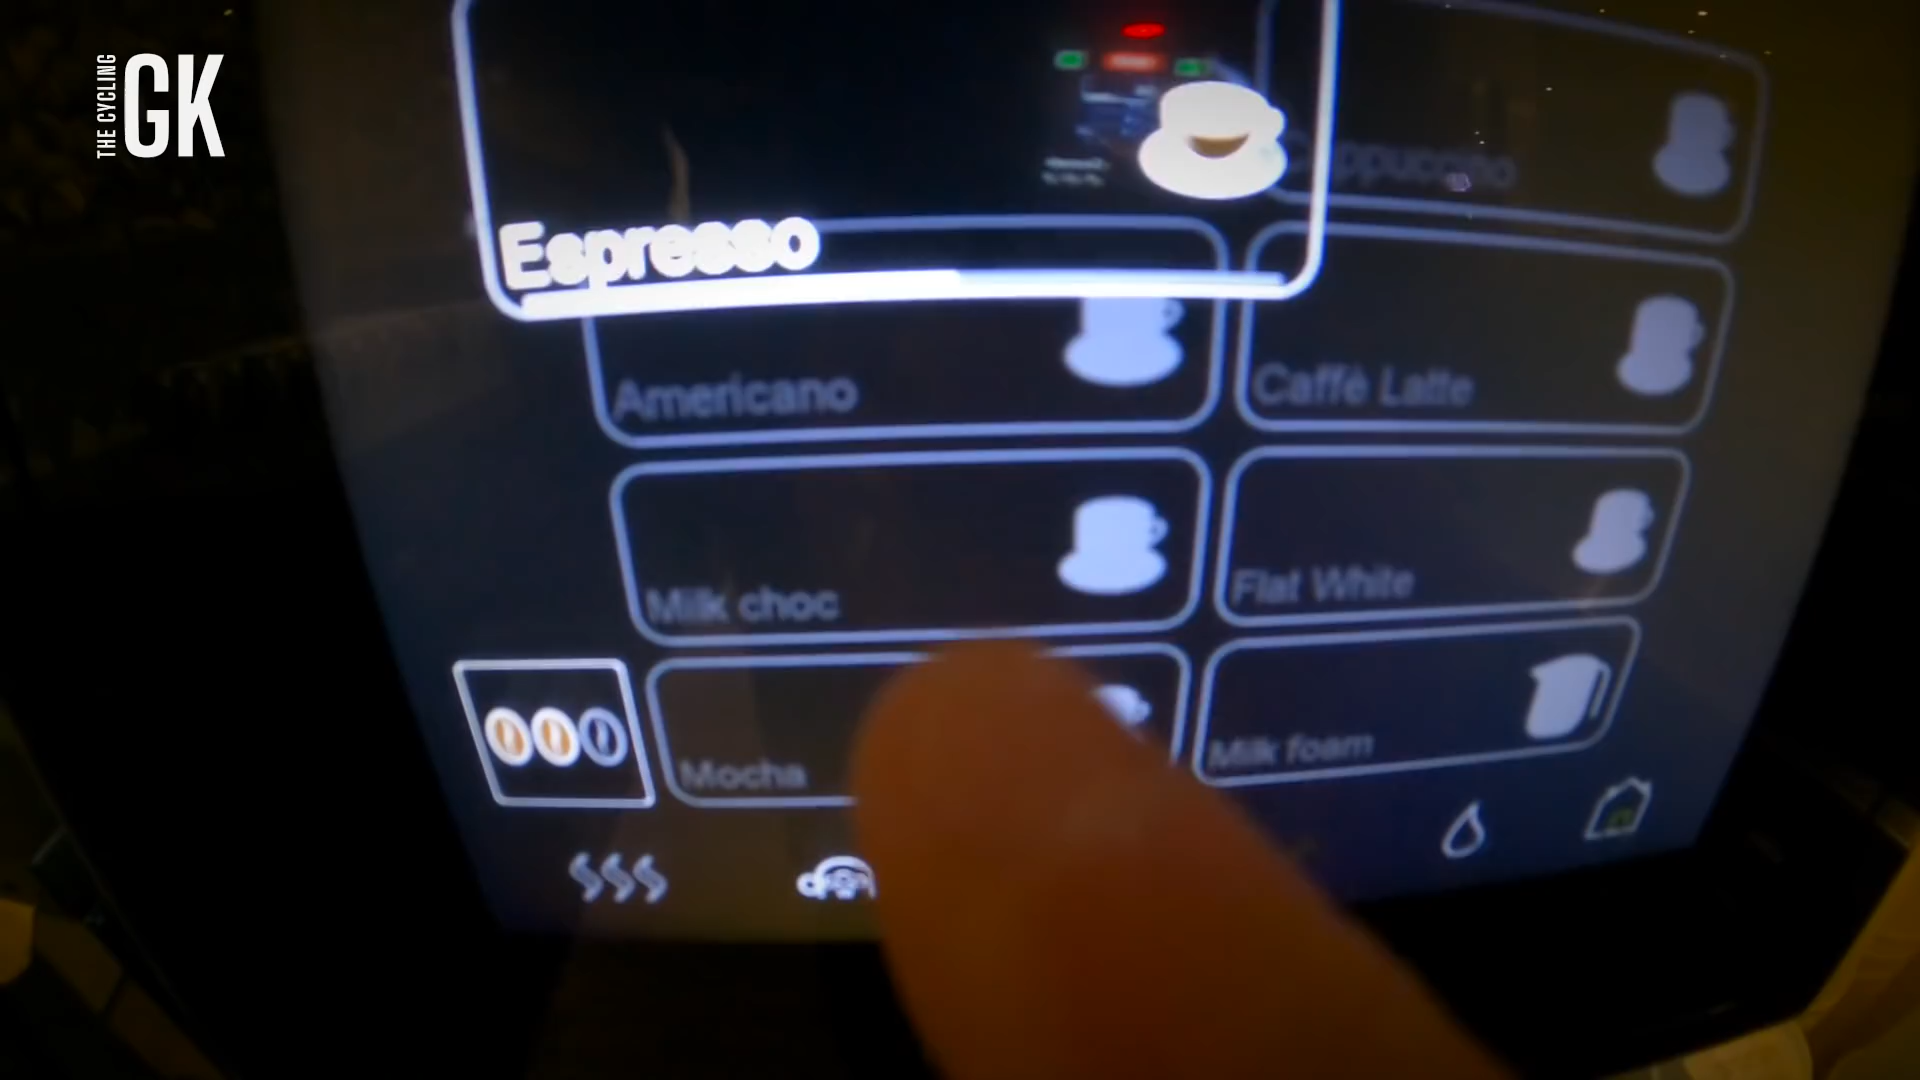 THE CYCLING
GK
Espresso
Cappuccino
Americano
Caffè Latte
Milk choc
Flat White
Mocha
Milk foam